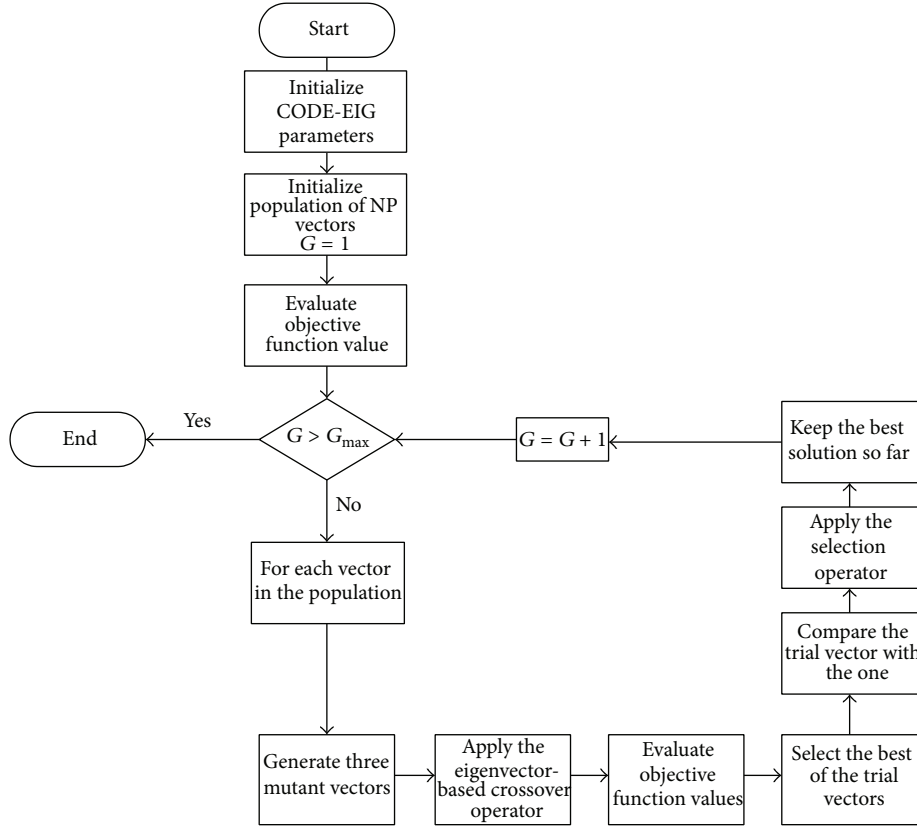 Start
Initialize
CODE-EIG
parameters
Initialize
population of NP
vectors
G = 1
Evaluate
objective
function value
G > Gmax
Yes
End
No
For each vector
in the population
Generate three
mutant vectors
Apply the
eigenvector-
based crossover
operator
Evaluate
objective
function values
Select the best
of the trial
vectors
Compare the
trial vector with
the one
Apply the
selection
operator
Keep the best
solution so far
G = G + 1